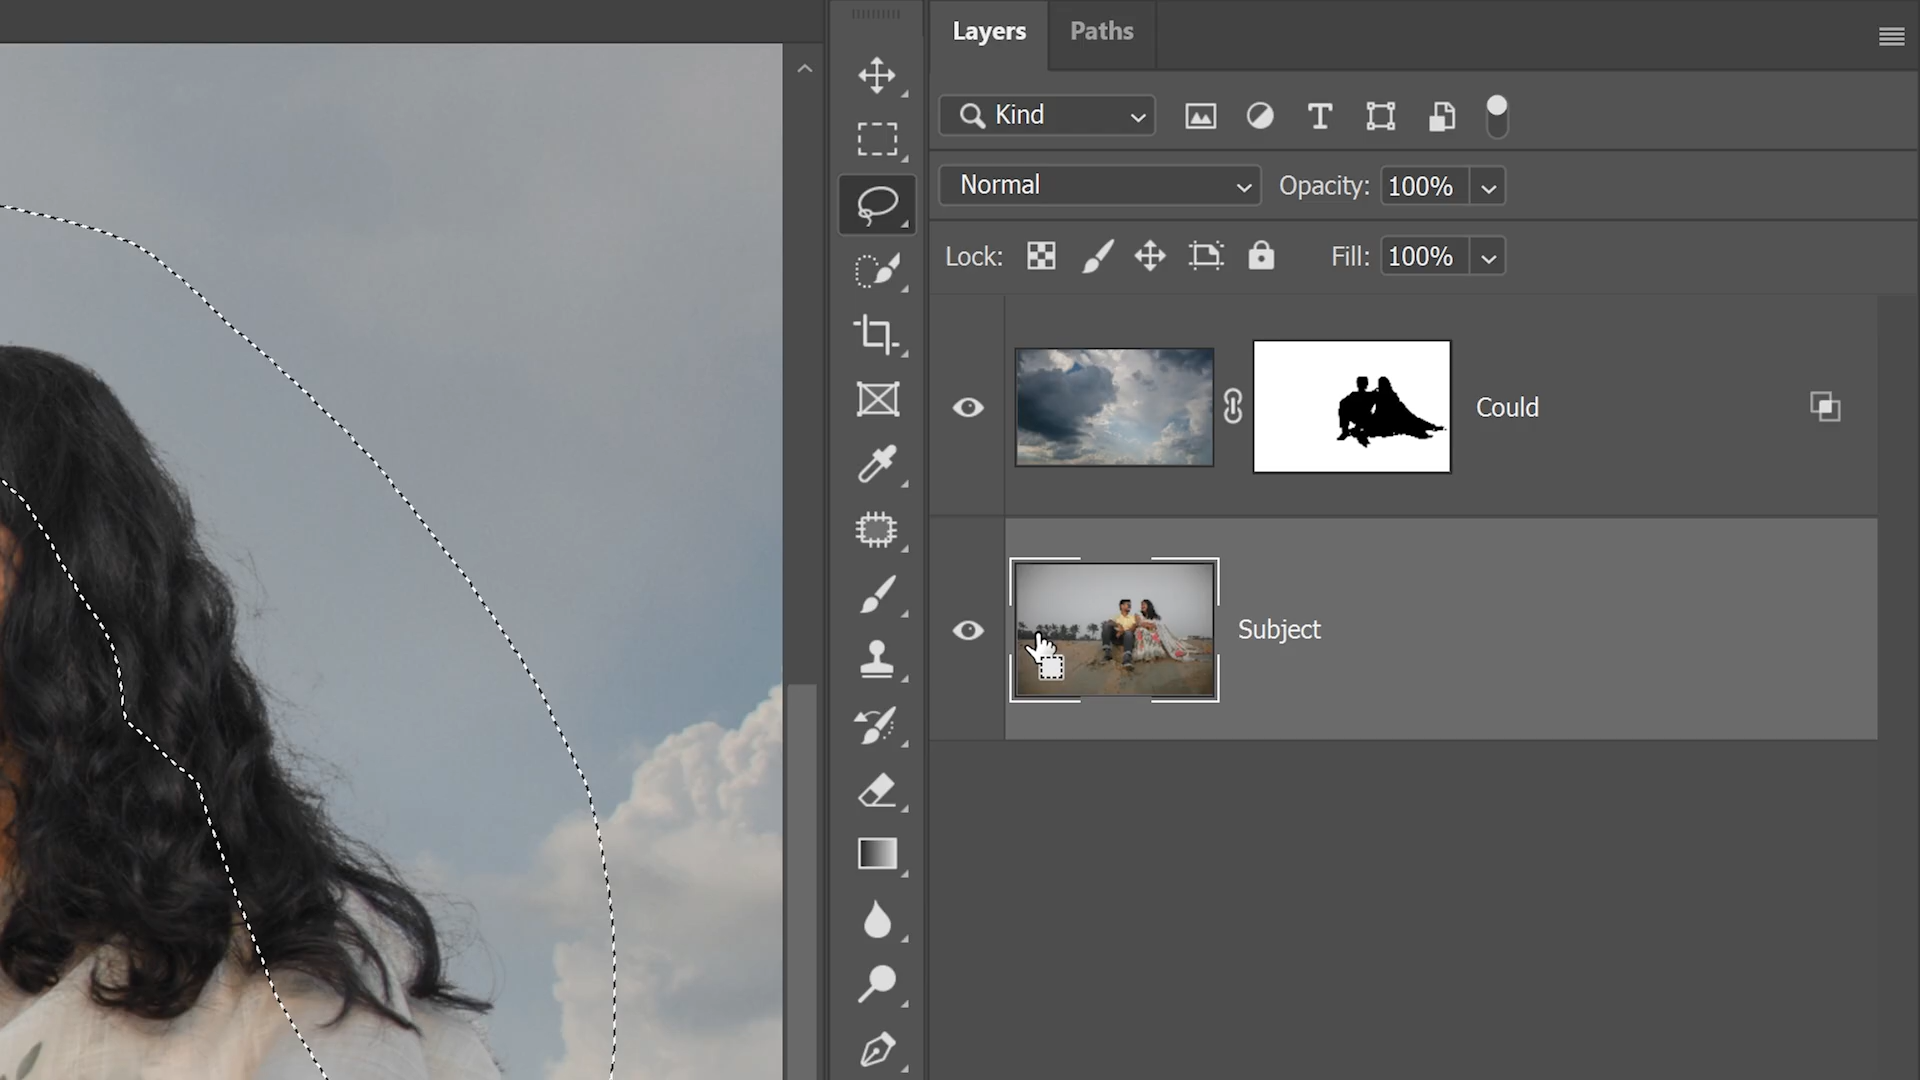 Layers Paths
Kind
Normal Opacity: 100%
Lock: Fill: 100%
Could
Subject